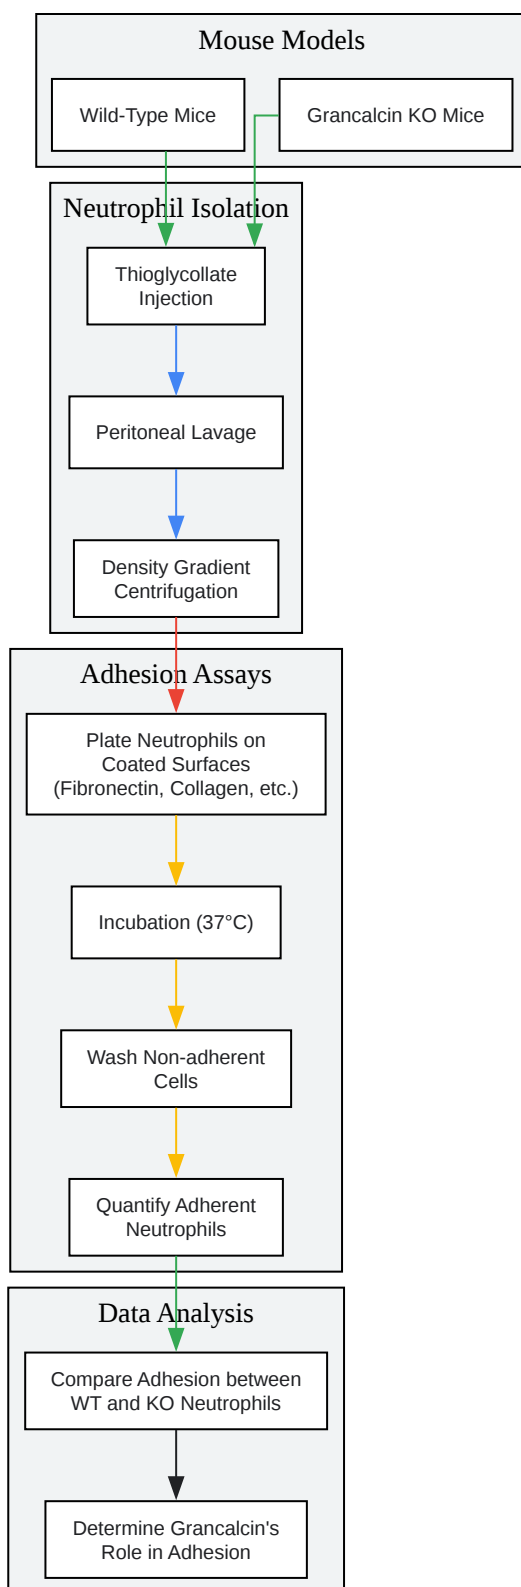 Mouse Models
Wild-Type Mice
Grancalcin KO Mice
Neutrophil Isolation
Thioglycollate
Injection
Peritoneal Lavage
Density Gradient
Centrifugation
Adhesion Assays
Plate Neutrophils on
Coated Surfaces
(Fibronectin, Collagen, etc.)
Incubation (37°C)
Wash Non-adherent
Cells
Quantify Adherent
Neutrophils
Data Analysis
Compare Adhesion between
WT and KO Neutrophils
Determine Grancalcin's
Role in Adhesion